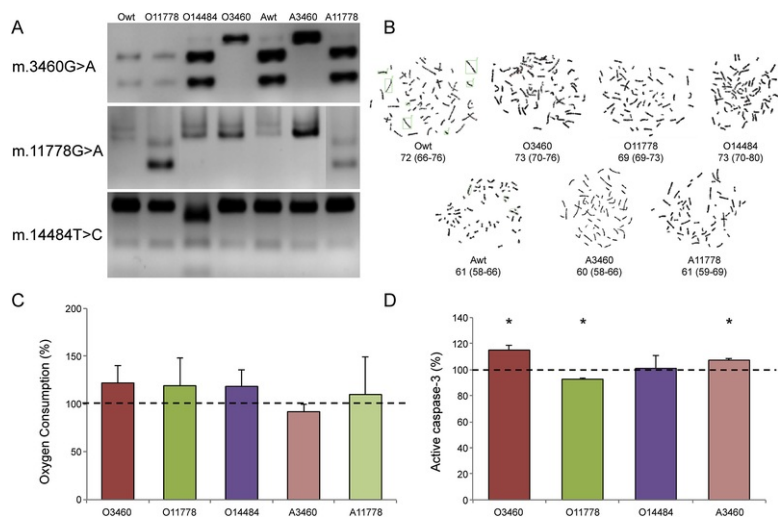 A
Owt O11778 O14484 O3460 Awt A3460 A11778
m.3460G>A
m.11778G>A
m.14484T>C
B
Owt
72 (66-76)
O3460
73 (70-76)
O11778
69 (69-73)
O14484
73 (70-80)
Awt
61 (58-66)
A3460
60 (58-66)
A11778
61 (59-69)
C
Oxygen Consumption (%)
200
150
100
50
0
O3460 O11778 O14484 A3460 A11778
D
Active caspase-3 (%)
140
120
100
80
60
40
20
0
* * *
O3460 O11778 O14484 A3460